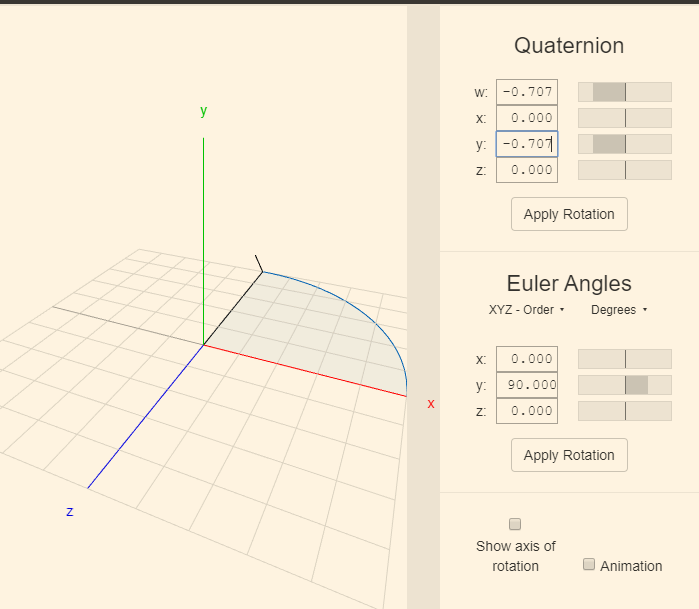 y
x
z
Quaternion
w: -0.707
x: 0.000
y: -0.707
z: 0.000
Apply Rotation
Euler Angles
XYZ - Order Degrees
x: 0.000
y: 90.000
z: 0.000
Apply Rotation
Show axis of
rotation
Animation